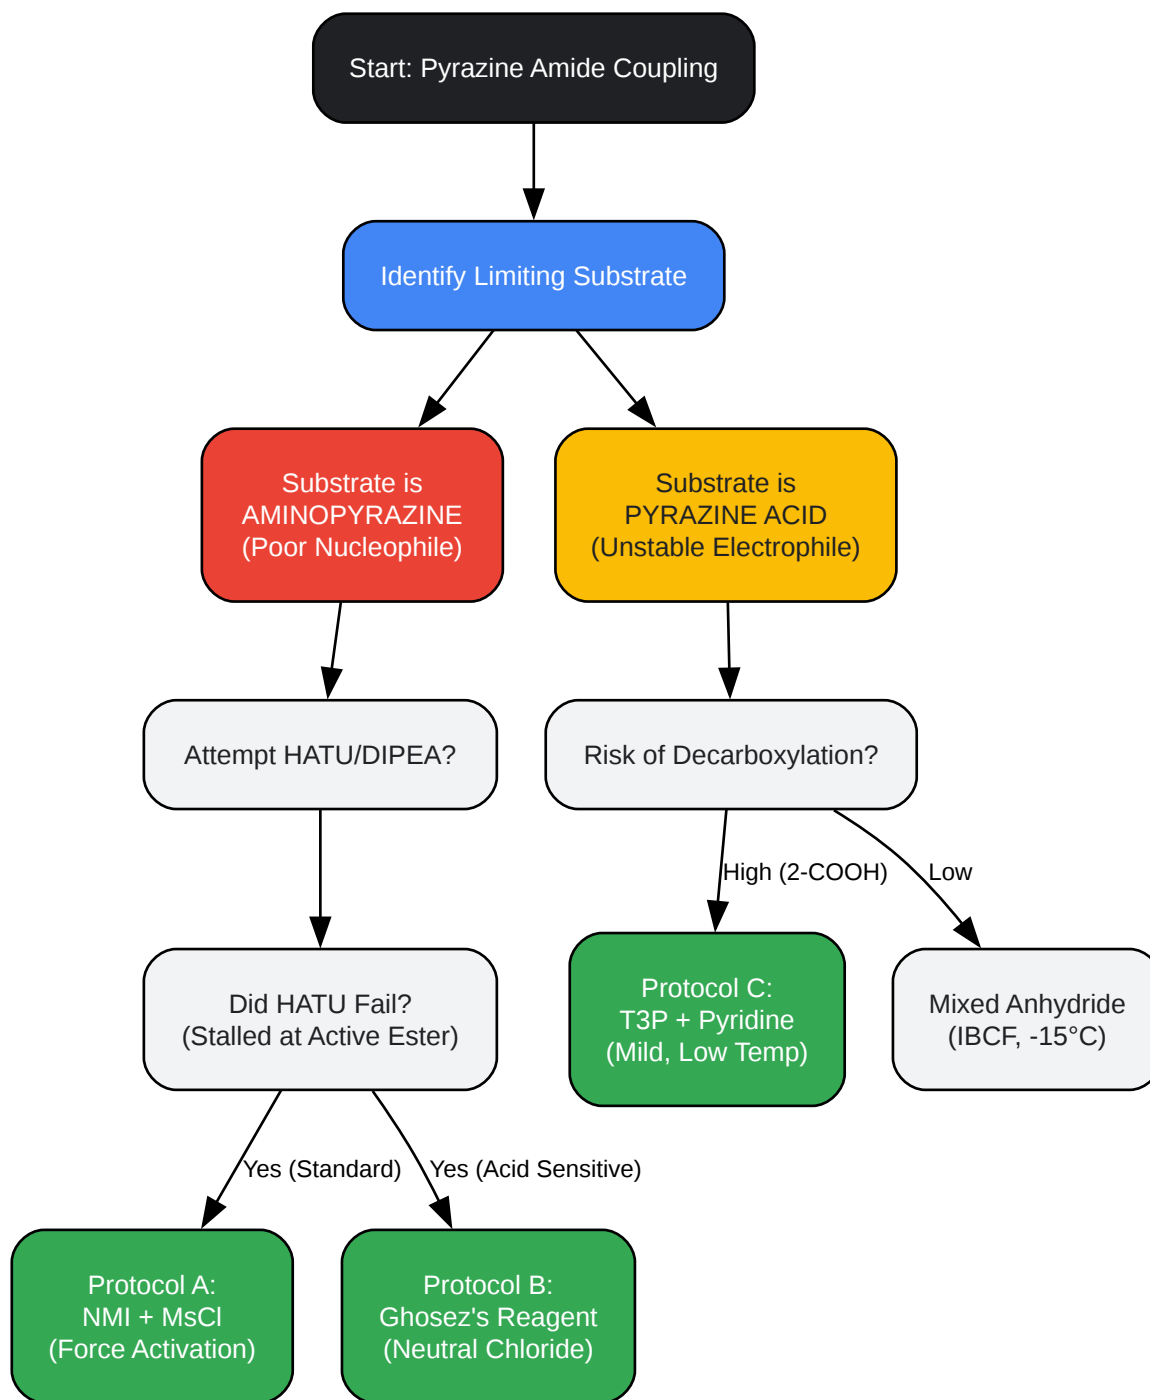 Start: Pyrazine Amide Coupling
Identify Limiting Substrate
Substrate is
AMINOPYRAZINE
(Poor Nucleophile)
Substrate is
PYRAZINE ACID
(Unstable Electrophile)
Attempt HATU/DIPEA?
Risk of Decarboxylation?
High (2-COOH)
Low
Did HATU Fail?
(Stalled at Active Ester)
Protocol C:
T3P + Pyridine
(Mild, Low Temp)
Mixed Anhydride
(IBCF, -15°C)
Yes (Standard)
Yes (Acid Sensitive)
Protocol A:
NMI + MsCl
(Force Activation)
Protocol B:
Ghosez's Reagent
(Neutral Chloride)